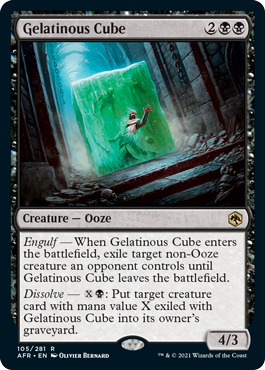 Gelatinous Cube 2
Creature — Ooze
Engulf — When Gelatinous Cube enters
the battlefield, exile target non-Ooze
creature an opponent controls until
Gelatinous Cube leaves the battlefield.
Dissolve — X: Put target creature
card with mana value X exiled with
Gelatinous Cube into its owner's
graveyard.
4/3
105/281 R
AFR • EN OLIVIER BERNARD
™ & © 2021 Wizards of the Coast